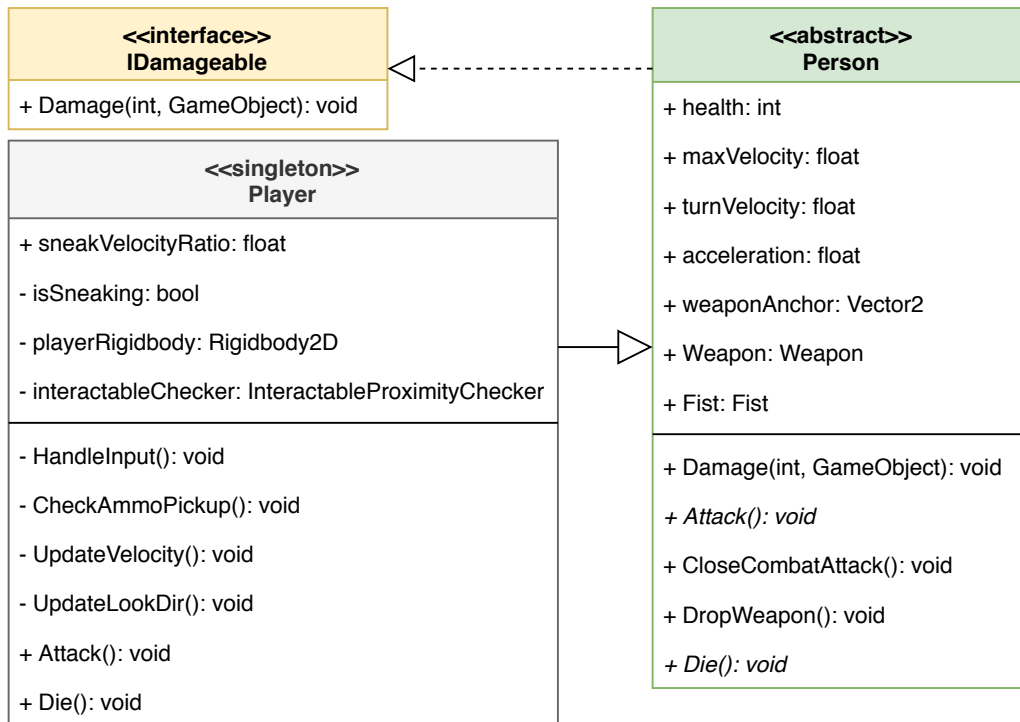 <<interface>>
IDamageable
+ Damage(int, GameObject): void
<<singleton>>
Player
+ sneakVelocityRatio: float
- isSneaking: bool
- playerRigidbody: Rigidbody2D
- interactableChecker: InteractableProximityChecker
- HandleInput(): void
- CheckAmmoPickup(): void
- UpdateVelocity(): void
- UpdateLookDir(): void
+ Attack(): void
+ Die(): void
<<abstract>>
Person
+ health: int
+ maxVelocity: float
+ turnVelocity: float
+ acceleration: float
+ weaponAnchor: Vector2
+ Weapon: Weapon
+ Fist: Fist
+ Damage(int, GameObject): void
+ Attack(): void
+ CloseCombatAttack(): void
+ DropWeapon(): void
+ Die(): void